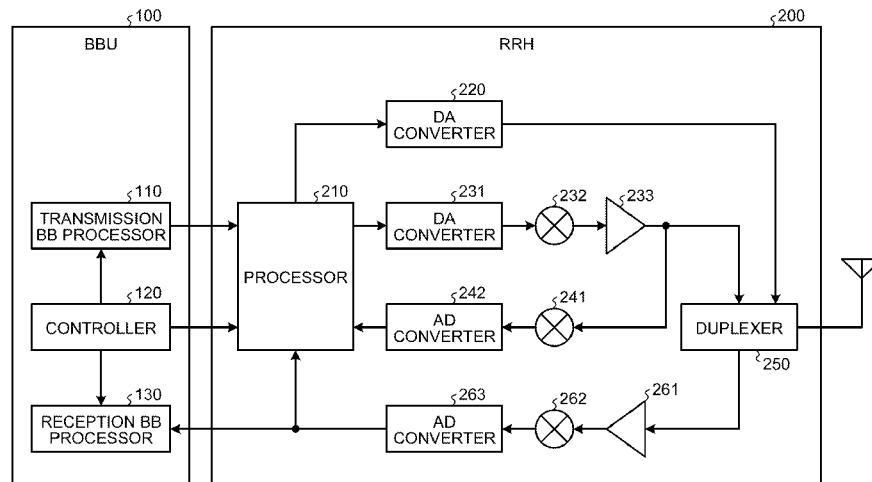 100
BBU
200
RRH
220
DA
CONVERTER
110
TRANSMISSION
BB PROCESSOR
210
PROCESSOR
231
DA
CONVERTER
232
233
120
CONTROLLER
242
AD
CONVERTER
241
DUPLEXER
250
130
RECEPTION BB
PROCESSOR
263
AD
CONVERTER
262
261